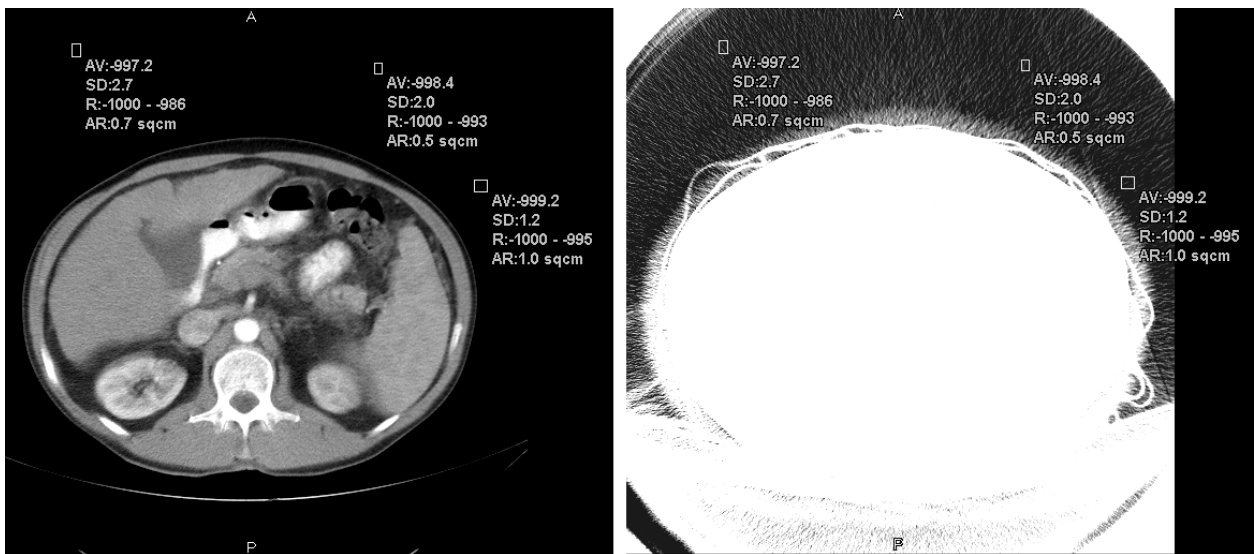 A
AV:-997.2
SD:2.7
R:-1000 - -986
AR:0.7 sqcm
AV:-998.4
SD:2.0
R:-1000 - -993
AR:0.5 sqcm
AV:-999.2
SD:1.2
R:-1000 - -995
AR:1.0 sqcm
P
A
AV:-997.2
SD:2.7
R:-1000 - -986
AR:0.7 sqcm
AV:-998.4
SD:2.0
R:-1000 - -993
AR:0.5 sqcm
AV:-999.2
SD:1.2
R:-1000 - -995
AR:1.0 sqcm
P